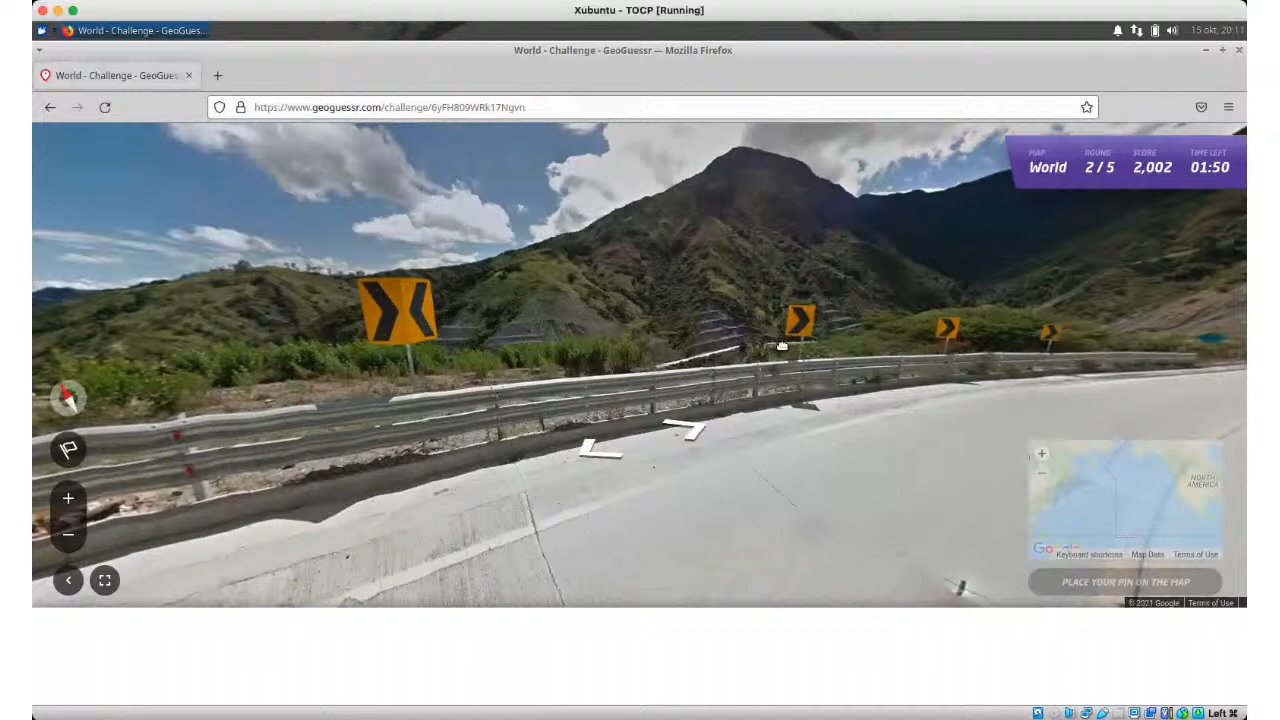 Xubuntu - TOCP [Running]
World - Challenge - GeoGues...
15 okt, 20:11
World - Challenge - GeoGuessr — Mozilla Firefox
World - Challenge - GeoGues
https://www.geoguessr.com/challenge/6yFH809WRk17Ngvn
MAP ROUND SCORE TIME LEFT
World 2 / 5 2,002 01:50
NORTH
AMERICA
Keyboard shortcuts Map Data Terms of Use
PLACE YOUR PIN ON THE MAP
© 2021 Google Terms of Use
Left ⌘